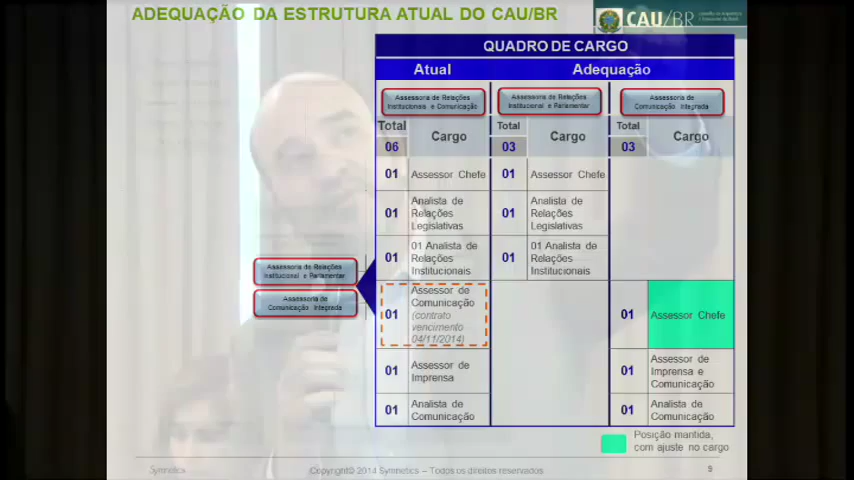 ADEQUAÇÃO DA ESTRUTURA ATUAL DO CAU/BR
CAU/BR
QUADRO DE CARGO
Atual
Adequação
Assessoria de Relações
Institucionais e Comunicação
Assessoria de Relações
Institucional e Parlamentar
Assessoria de
Comunicação Integrada
Total
Cargo
Total
Cargo
Total
Cargo
06
03
03
01 Assessor Chefe
01 Assessor Chefe
01
Analista de
Relações
Legislativas
01
Analista de
Relações
Legislativas
01
01 Analista de
Relações
Institucionais
01
01 Analista de
Relações
Institucionais
Assessoria de Relações
Institucional e Parlamentar
Assessoria de
Comunicação Integrada
01
Assessor de
Comunicação
(contrato
vencimento
04/11/2014)
01 Assessor Chefe
01
Assessor de
Imprensa
01
Assessor de
Imprensa e
Comunicação
01
Analista de
Comunicação
01
Analista de
Comunicação
Posição mantida,
com ajuste no cargo
Symnetics
Copyright© 2014 Symnetics – Todos os direitos reservados
9